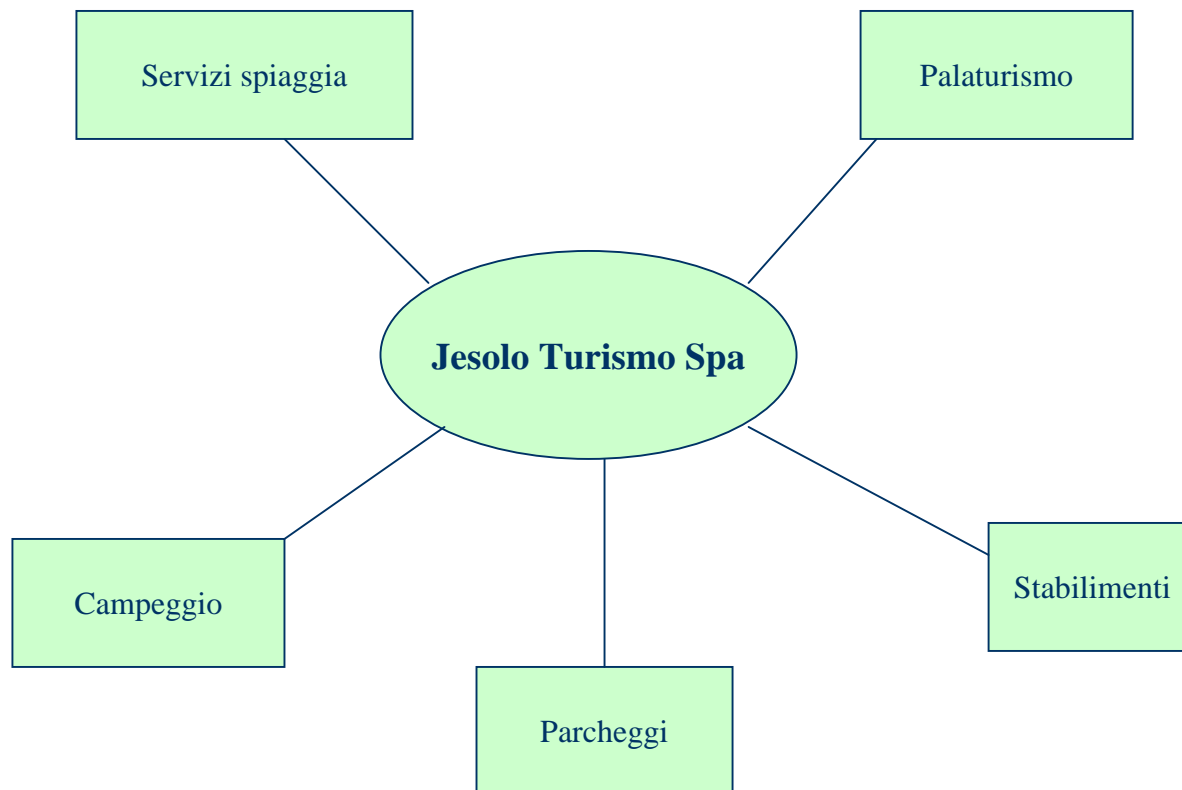 Servizi spiaggia
Palaturismo
Jesolo Turismo Spa
Campeggio
Stabilimenti
Parcheggi